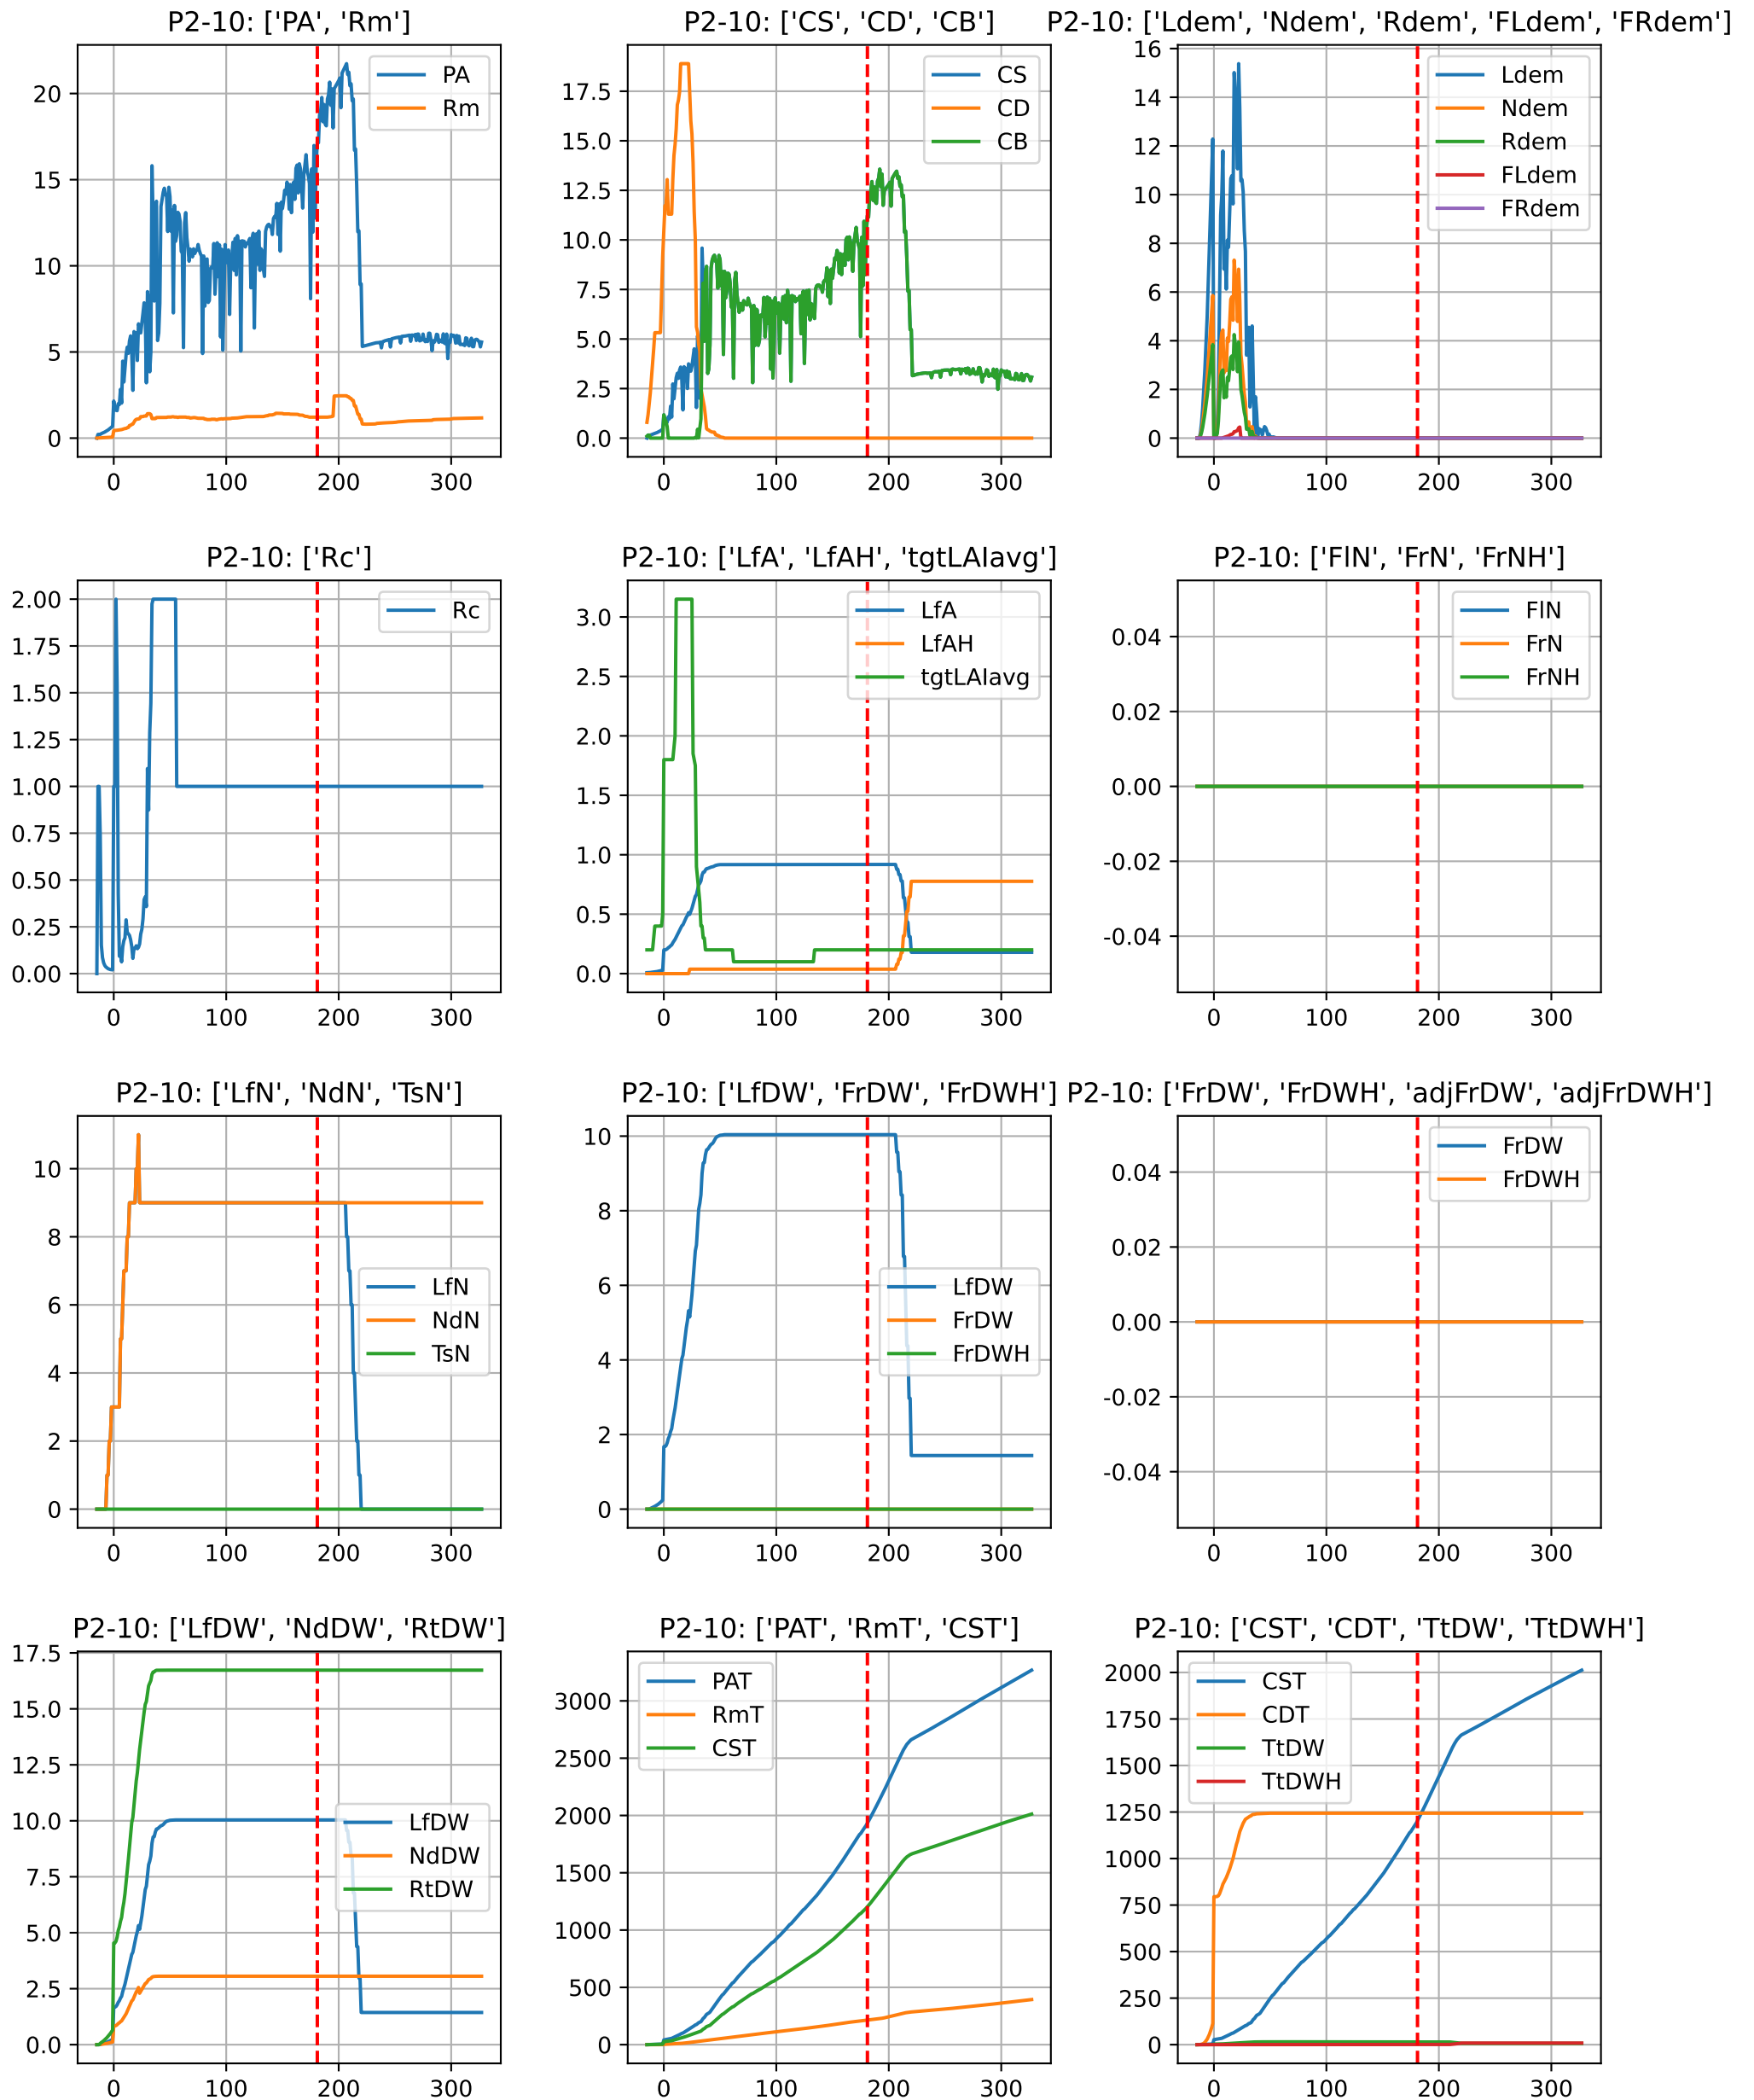 P2-10: ['PA', 'Rm']
20
15
10
5
0
0 100 200 300
PA
Rm
P2-10: ['CS', 'CD', 'CB']
17.5
15.0
12.5
10.0
7.5
5.0
2.5
0.0
0 100 200 300
CS
CD
CB
P2-10: ['Ldem', 'Ndem', 'Rdem', 'FLdem', 'FRdem']
16
14
12
10
8
6
4
2
0
0 100 200 300
Ldem
Ndem
Rdem
FLdem
FRdem
P2-10: ['Rc']
2.00
1.75
1.50
1.25
1.00
0.75
0.50
0.25
0.00
0 100 200 300
Rc
P2-10: ['LfA', 'LfAH', 'tgtLAIavg']
3.0
2.5
2.0
1.5
1.0
0.5
0.0
0 100 200 300
LfA
LfAH
tgtLAIavg
P2-10: ['FlN', 'FrN', 'FrNH']
0.04
0.02
0.00
-0.02
-0.04
0 100 200 300
FlN
FrN
FrNH
P2-10: ['LfN', 'NdN', 'TsN']
10
8
6
4
2
0
0 100 200 300
LfN
NdN
TsN
P2-10: ['LfDW', 'FrDW', 'FrDWH']
10
8
6
4
2
0
0 100 200 300
LfDW
FrDW
FrDWH
P2-10: ['FrDW', 'FrDWH', 'adjFrDW', 'adjFrDWH']
0.04
0.02
0.00
-0.02
-0.04
0 100 200 300
FrDW
FrDWH
P2-10: ['LfDW', 'NdDW', 'RtDW']
17.5
15.0
12.5
10.0
7.5
5.0
2.5
0.0
0 100 200 300
LfDW
NdDW
RtDW
P2-10: ['PAT', 'RmT', 'CST']
3000
2500
2000
1500
1000
500
0
0 100 200 300
PAT
RmT
CST
P2-10: ['CST', 'CDT', 'TtDW', 'TtDWH']
2000
1750
1500
1250
1000
750
500
250
0
0 100 200 300
CST
CDT
TtDW
TtDWH